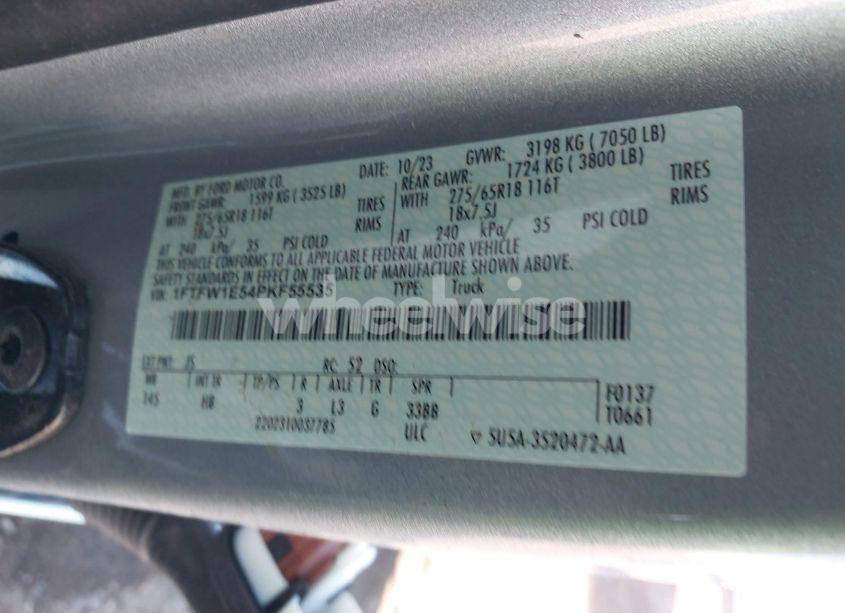 MFD. BY FORD MOTOR CO.
DATE: 10/23 GVWR: 3198 KG ( 7050 LB)
FRONT GAWR: 1599 KG ( 3525 LB)
REAR GAWR: 1724 KG ( 3800 LB)
WITH 275/65R18 116T TIRES
18x7.5J RIMS
WITH 275/65R18 116T TIRES
18x7.5J RIMS
AT 240 kPa/ 35 PSI COLD
AT 240 kPa/ 35 PSI COLD
THIS VEHICLE CONFORMS TO ALL APPLICABLE FEDERAL MOTOR VEHICLE
SAFETY STANDARDS IN EFFECT ON THE DATE OF MANUFACTURE SHOWN ABOVE.
VIN: 1FTFW1E54PKF55535 TYPE: Truck
wheelwise
EXT PNT: JS RC: 52 DSO:
WB INT TR TP/PS R AXLE TR SPR
145 HB 3 L3 G 33BB
F0137
T0661
2202310037785 ULC 5U5A-3520472-AA